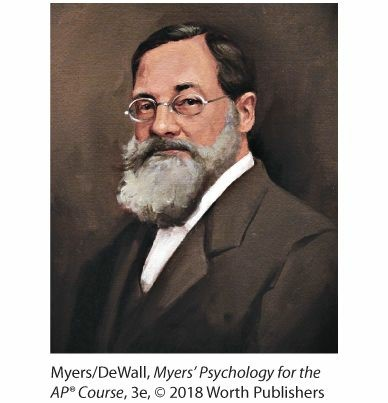 Myers/DeWall, Myers’ Psychology for the
AP® Course, 3e, © 2018 Worth Publishers